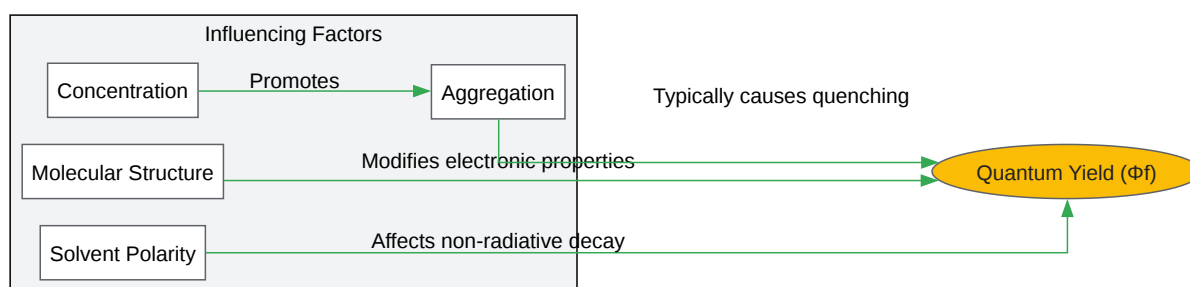 Influencing Factors
Concentration
Promotes
Aggregation
Typically causes quenching
Molecular Structure
Modifies electronic properties
Quantum Yield (Φf)
Solvent Polarity
Affects non-radiative decay